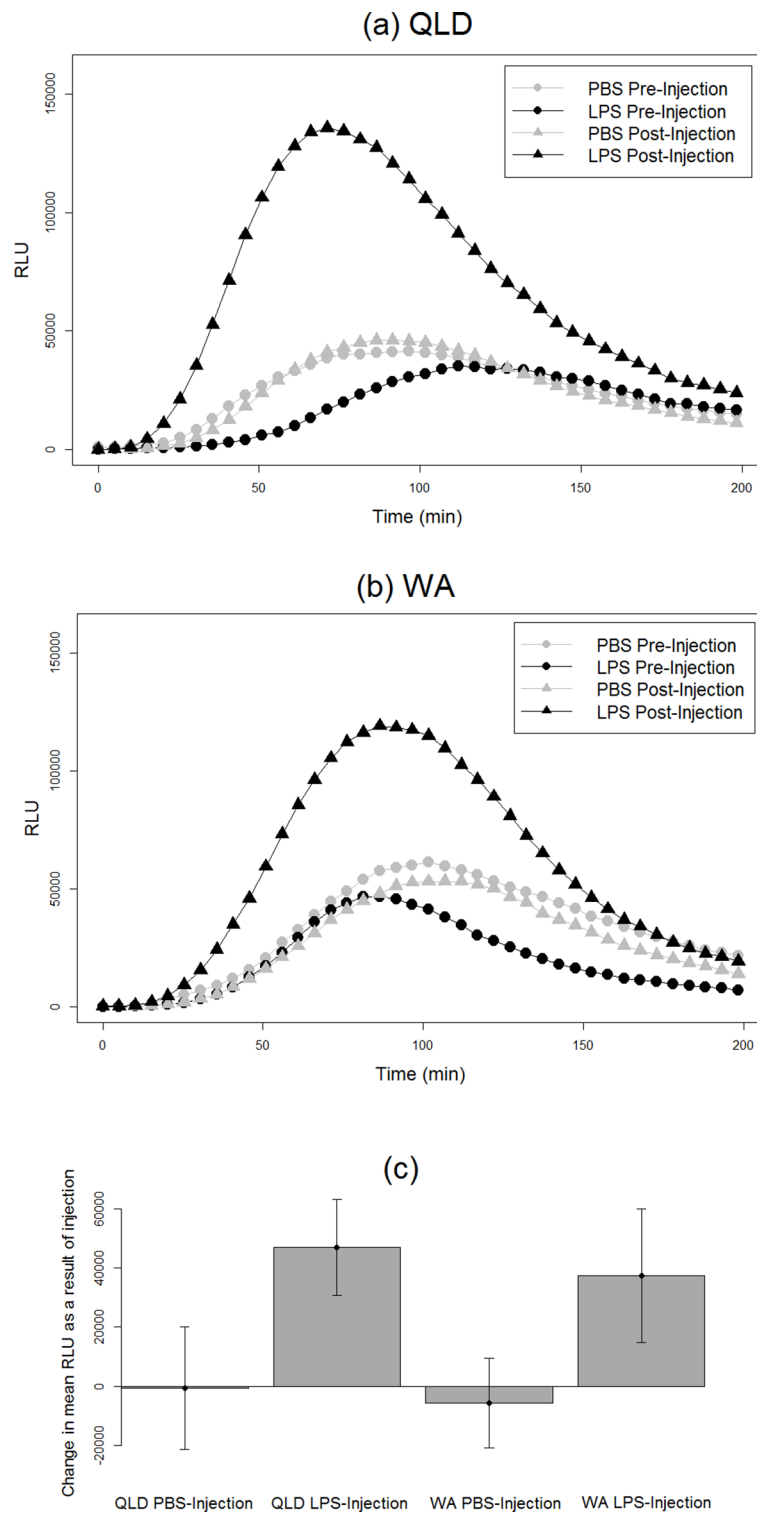 (a) QLD
PBS Pre-Injection
LPS Pre-Injection
PBS Post-Injection
LPS Post-Injection
150000
100000
50000
0
RLU
0 50 100 150 200
Time (min)
(b) WA
PBS Pre-Injection
LPS Pre-Injection
PBS Post-Injection
LPS Post-Injection
150000
100000
50000
0
RLU
0 50 100 150 200
Time (min)
(c)
Change in mean RLU as a result of injection
60000
40000
20000
0
-20000
QLD PBS-Injection QLD LPS-Injection WA PBS-Injection WA LPS-Injection